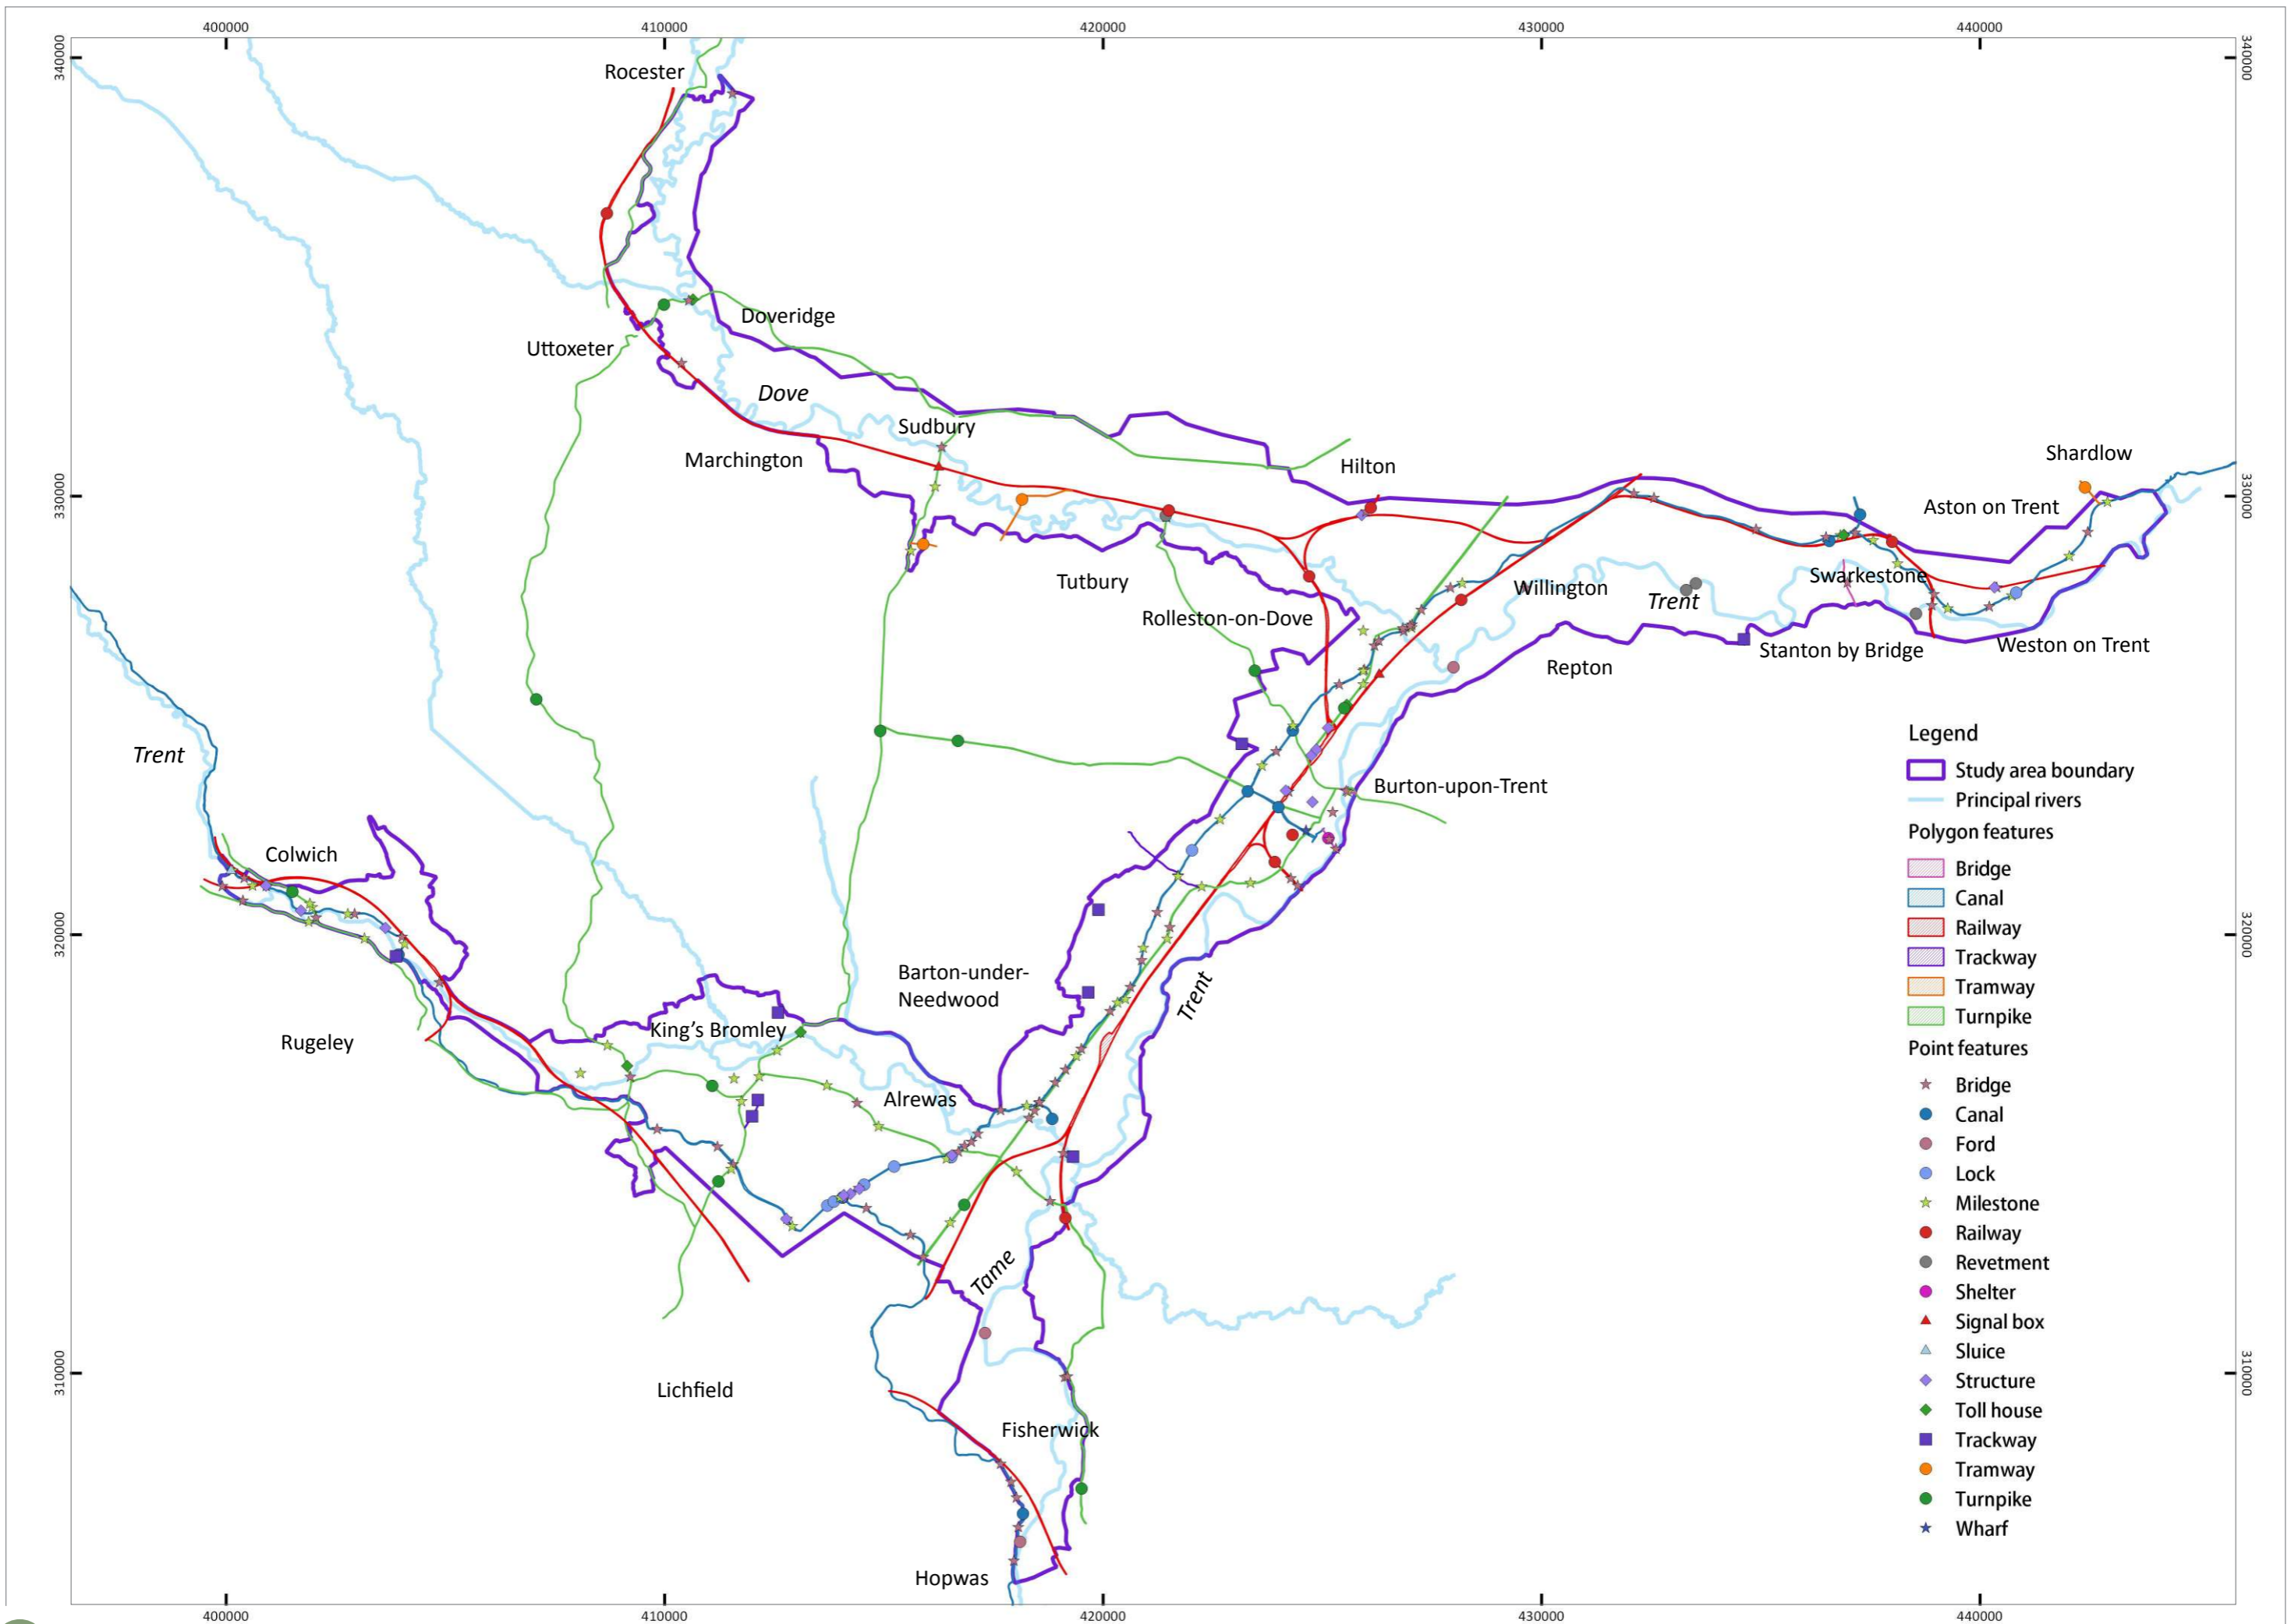 400000
410000
420000
430000
440000
340000
340000
Rocester
Doveridge
Uttoxeter
Dove
Sudbury
Marchington
Hilton
Shardlow
330000
330000
Aston on Trent
Tutbury
Swarkestone
Willington
Trent
Rolleston-on-Dove
Stanton by Bridge
Weston on Trent
Repton
Trent
Burton-upon-Trent
Colwich
320000
320000
Barton-under-
Needwood
Trent
King's Bromley
Rugeley
Alrewas
Tame
310000
310000
Lichfield
Fisherwick
Hopwas
Legend
Study area boundary
Principal rivers
Polygon features
Bridge
Canal
Railway
Trackway
Tramway
Turnpike
Point features
Bridge
Canal
Ford
Lock
Milestone
Railway
Revetment
Shelter
Signal box
Sluice
Structure
Toll house
Trackway
Tramway
Turnpike
Wharf
400000
410000
420000
430000
440000